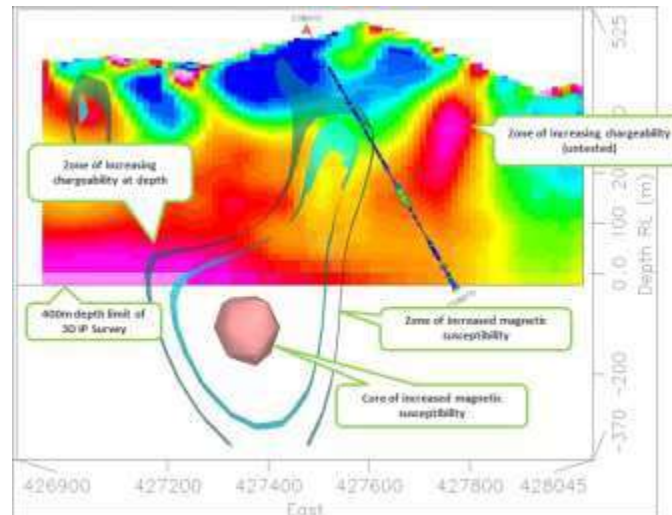 525
Zone of increasing chargeability
(untested)
Zone of increasing
chargeability at depth
100
Depth RL (m)
0.0
400m depth limit of
3D IP Survey
Zone of increased magnetic
susceptibility
Core of increased magnetic
susceptibility
-200
-370
426900
427200
427400
427600
427800
428045
East